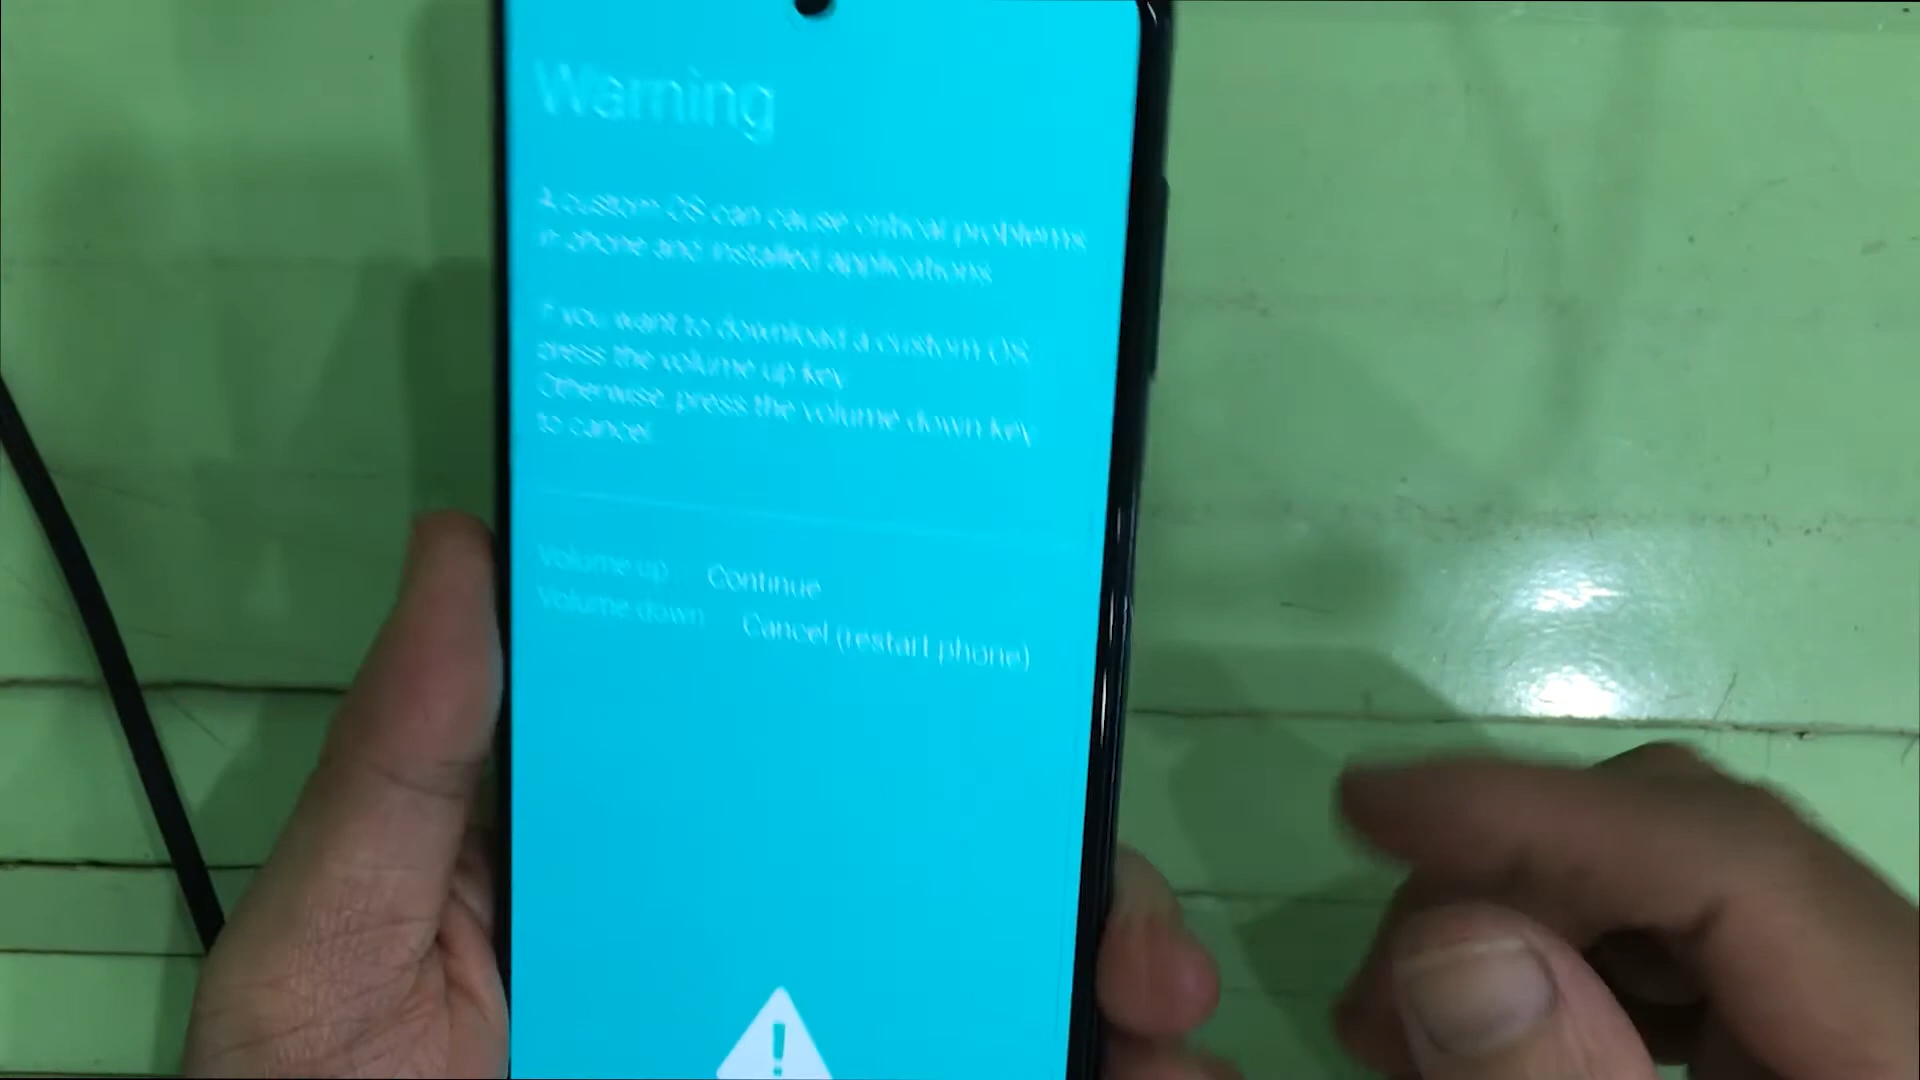 Warning
A custom OS can cause critical problems
in phone and installed applications.
If you want to download a custom OS,
press the volume up key.
Otherwise, press the volume down key
to cancel.
Volume up: Continue
Volume down: Cancel (restart phone)